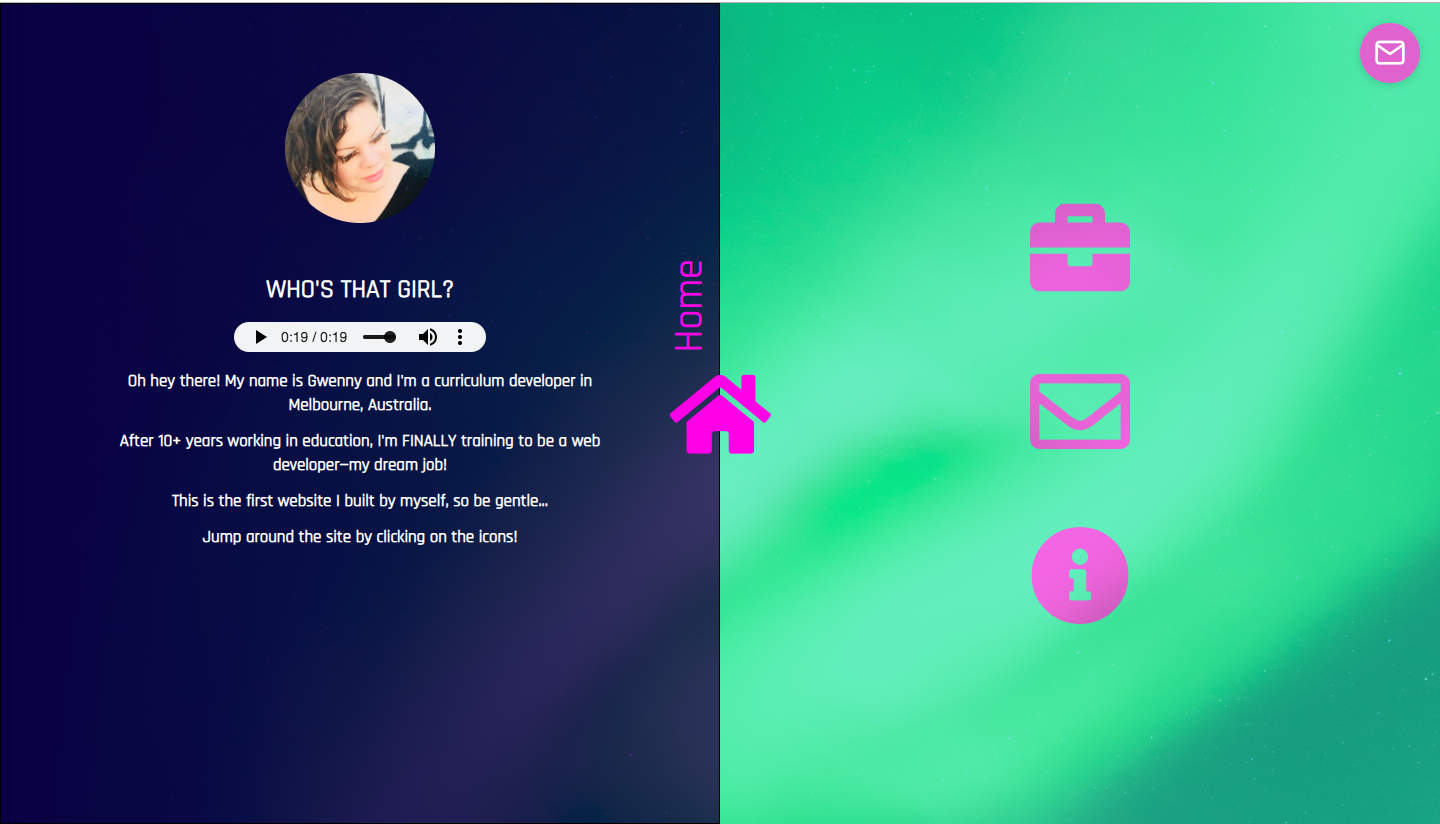 WHO'S THAT GIRL?
0:19 / 0:19
Oh hey there! My name is Gwenny and I'm a curriculum developer in
Melbourne, Australia.
After 10+ years working in education, I'm FINALLY training to be a web
developer—my dream job!
This is the first website I built by myself, so be gentle...
Jump around the site by clicking on the icons!
Home